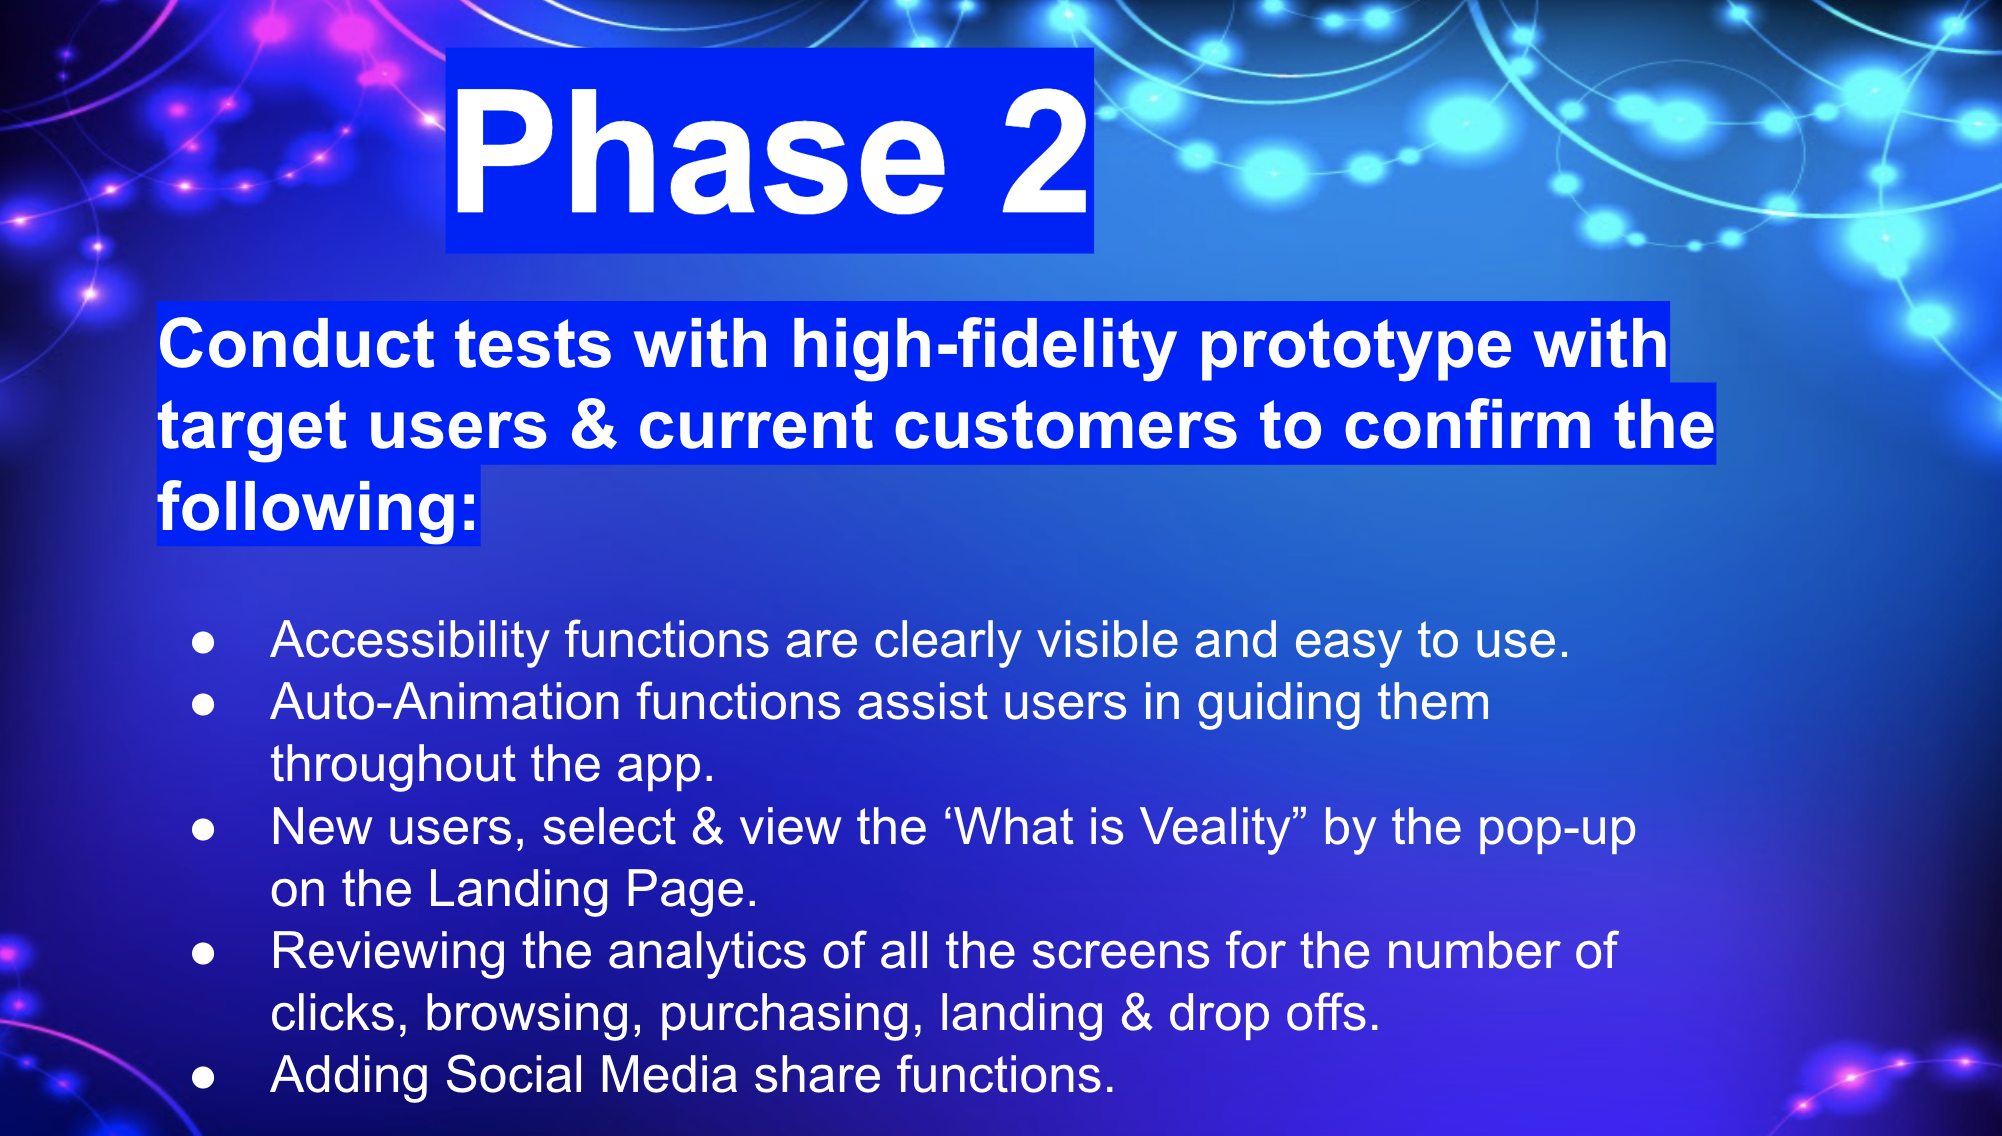 Phase 2
Conduct tests with high-fidelity prototype with
target users & current customers to confirm the
following:
● Accessibility functions are clearly visible and easy to use.
● Auto-Animation functions assist users in guiding them
throughout the app.
● New users, select & view the ‘What is Veality” by the pop-up
on the Landing Page.
● Reviewing the analytics of all the screens for the number of
clicks, browsing, purchasing, landing & drop offs.
● Adding Social Media share functions.